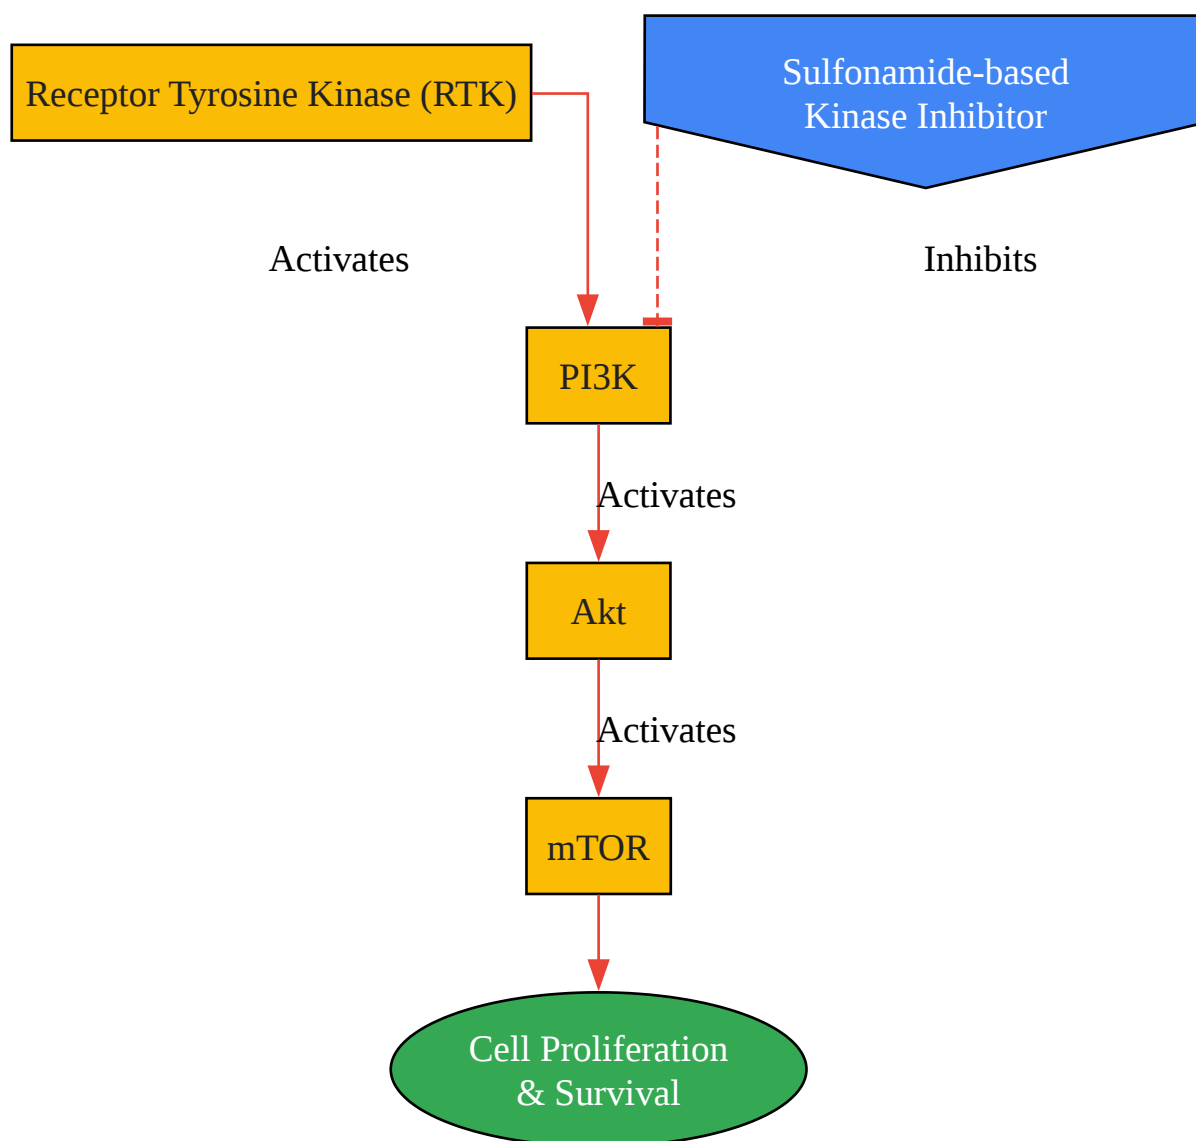 Receptor Tyrosine Kinase (RTK)
Sulfonamide-based
Kinase Inhibitor
Activates
Inhibits
PI3K
Activates
Akt
Activates
mTOR
Cell Proliferation
& Survival